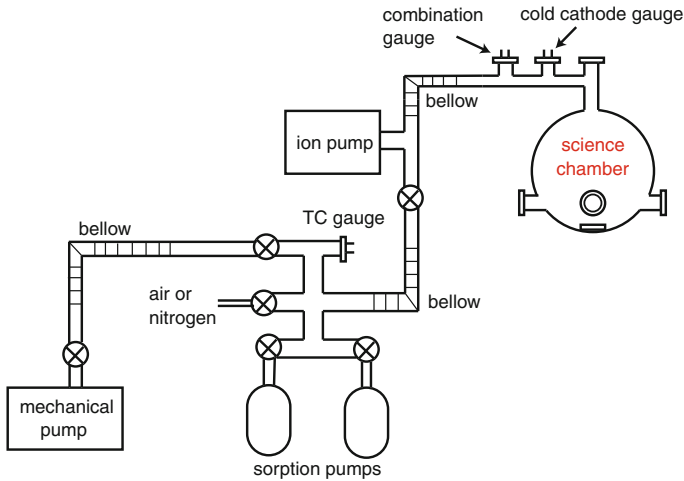 combination
gauge
cold cathode gauge
bellow
ion pump
science
chamber
TC gauge
bellow
air or
nitrogen
bellow
mechanical
pump
sorption pumps